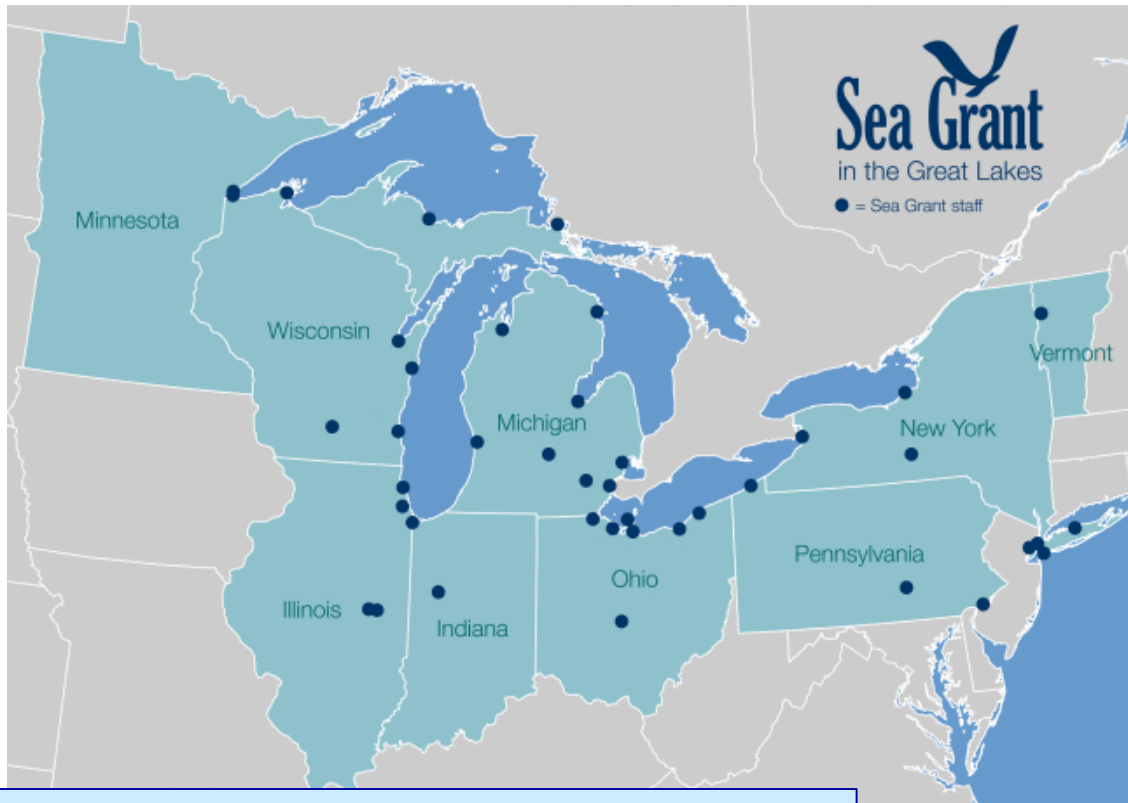 Sea Grant
in the Great Lakes
= Sea Grant staff
Minnesota
Wisconsin
Michigan
Vermont
New York
Pennsylvania
Ohio
Illinois
Indiana